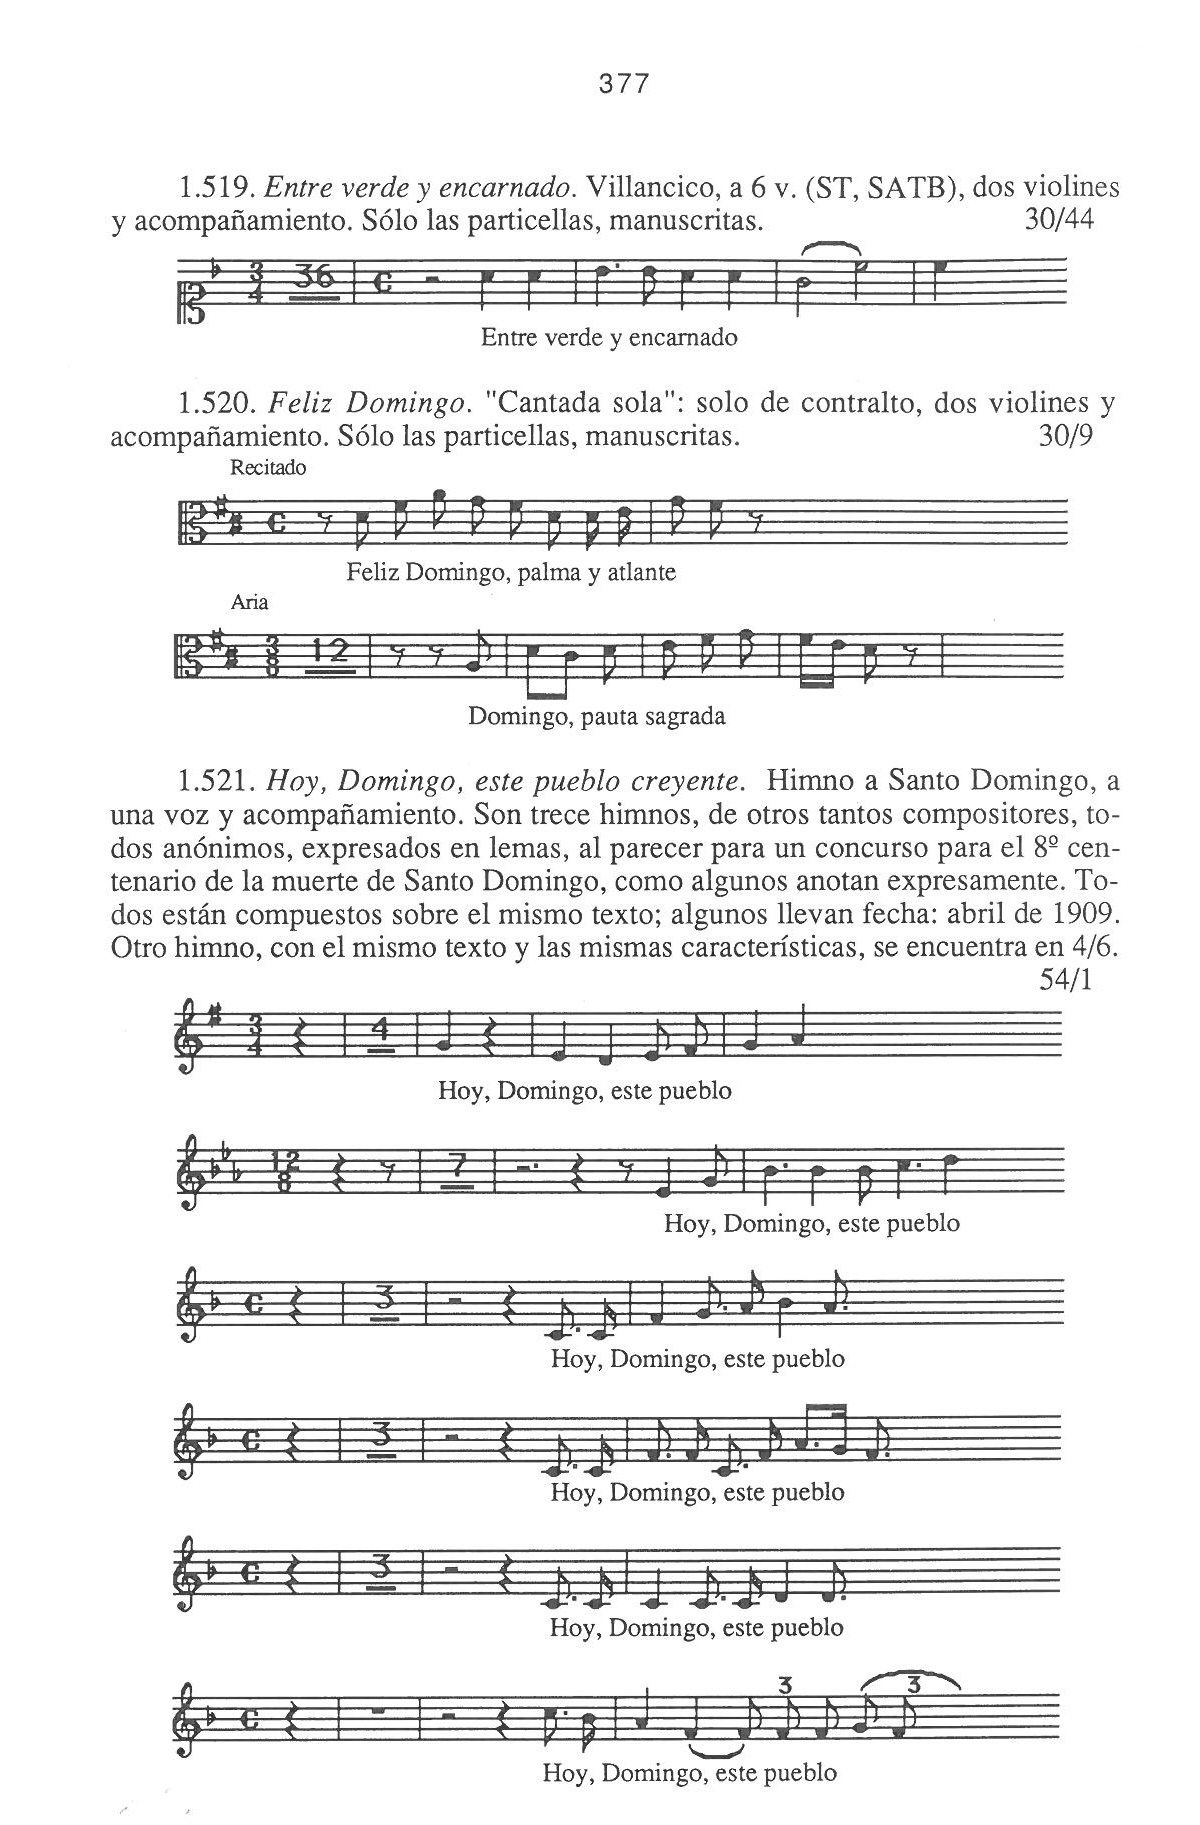 377
1.519. Entre verde y encarnado. Villancico, a 6 v. (ST, SATB), dos violines
y acompañamiento. Sólo las particellas, manuscritas. 30/44
3
4
36
Entre verde y encarnado
1.520. Feliz Domingo. "Cantada sola": solo de contralto, dos violines y
acompañamiento. Sólo las particellas, manuscritas. 30/9
Recitado
Feliz Domingo, palma y atlante
Aria
3
8
12
Domingo, pauta sagrada
1.521. Hoy, Domingo, este pueblo creyente. Himno a Santo Domingo, a
una voz y acompañamiento. Son trece himnos, de otros tantos compositores, to-
dos anónimos, expresados en lemas, al parecer para un concurso para el 8º cen-
tenario de la muerte de Santo Domingo, como algunos anotan expresamente. To-
dos están compuestos sobre el mismo texto; algunos llevan fecha: abril de 1909.
Otro himno, con el mismo texto y las mismas características, se encuentra en 4/6.
54/1
3
4
4
Hoy, Domingo, este pueblo
12
8
7
Hoy, Domingo, este pueblo
3
Hoy, Domingo, este pueblo
3
Hoy, Domingo, este pueblo
3
Hoy, Domingo, este pueblo
3 3
Hoy, Domingo, este pueblo